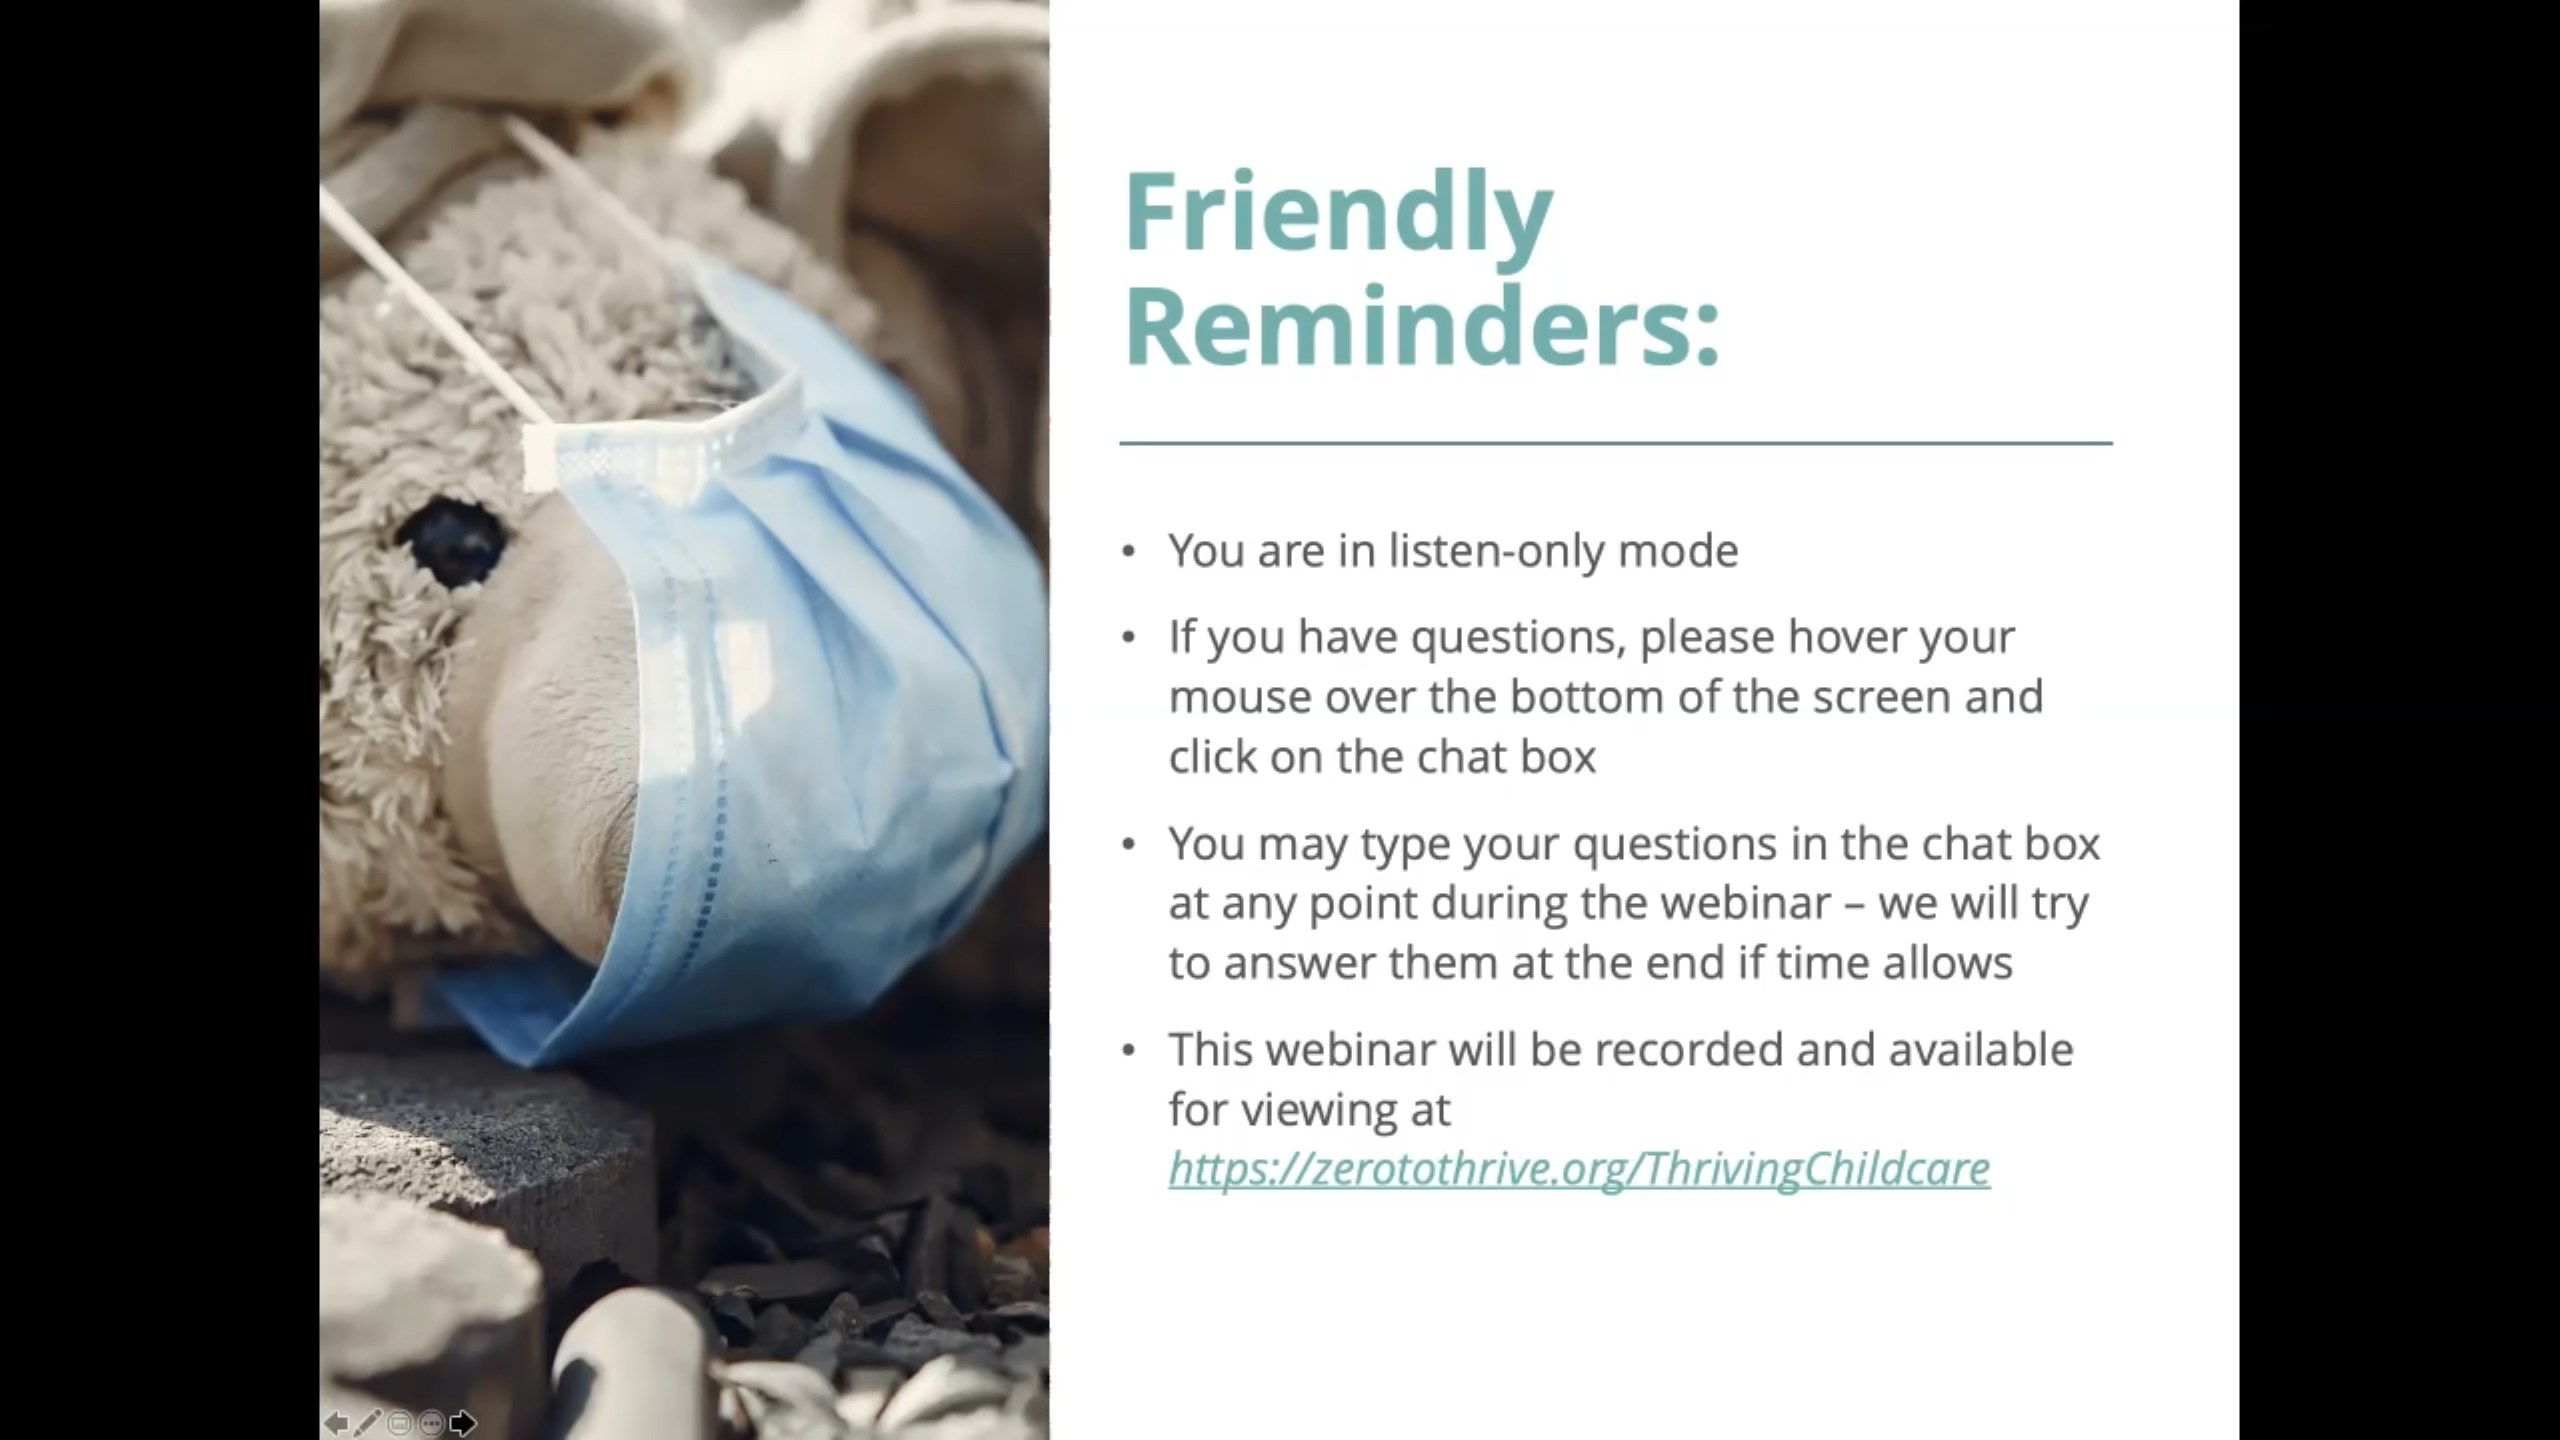 Friendly
Reminders:
• You are in listen-only mode
• If you have questions, please hover your
mouse over the bottom of the screen and
click on the chat box
• You may type your questions in the chat box
at any point during the webinar – we will try
to answer them at the end if time allows
• This webinar will be recorded and available
for viewing at
https://zerotothrive.org/ThrivingChildcare